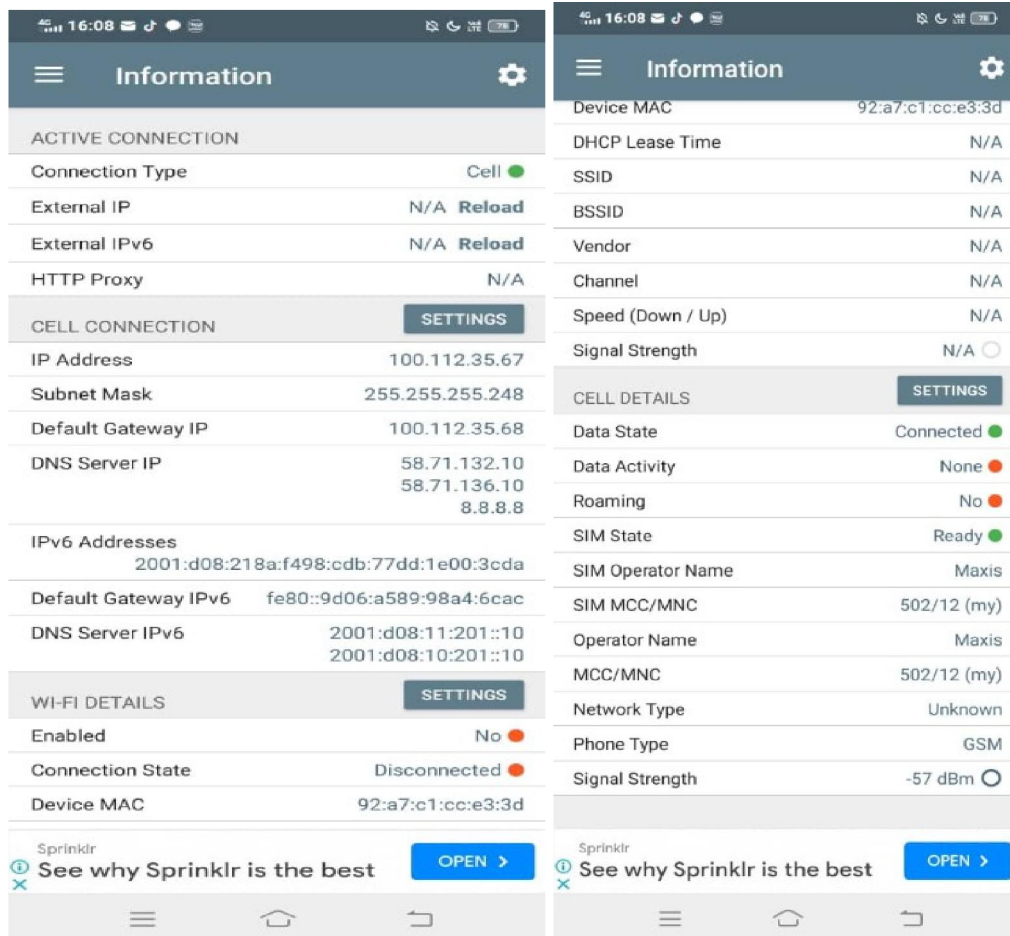 4G 16:08
VoLTE 78
Information
ACTIVE CONNECTION
Connection Type Cell
External IP N/A Reload
External IPv6 N/A Reload
HTTP Proxy N/A
CELL CONNECTION SETTINGS
IP Address 100.112.35.67
Subnet Mask 255.255.255.248
Default Gateway IP 100.112.35.68
DNS Server IP 58.71.132.10
58.71.136.10
8.8.8.8
IPv6 Addresses
2001:d08:218a:f498:cdb:77dd:1e00:3cda
Default Gateway IPv6 fe80::9d06:a589:98a4:6cac
DNS Server IPv6 2001:d08:11:201::10
2001:d08:10:201::10
WI-FI DETAILS SETTINGS
Enabled No
Connection State Disconnected
Device MAC 92:a7:c1:cc:e3:3d
Sprinklr
See why Sprinklr is the best OPEN >
4G 16:08
VoLTE 78
Information
Device MAC 92:a7:c1:cc:e3:3d
DHCP Lease Time N/A
SSID N/A
BSSID N/A
Vendor N/A
Channel N/A
Speed (Down / Up) N/A
Signal Strength N/A
CELL DETAILS SETTINGS
Data State Connected
Data Activity None
Roaming No
SIM State Ready
SIM Operator Name Maxis
SIM MCC/MNC 502/12 (my)
Operator Name Maxis
MCC/MNC 502/12 (my)
Network Type Unknown
Phone Type GSM
Signal Strength -57 dBm
Sprinklr
See why Sprinklr is the best OPEN >